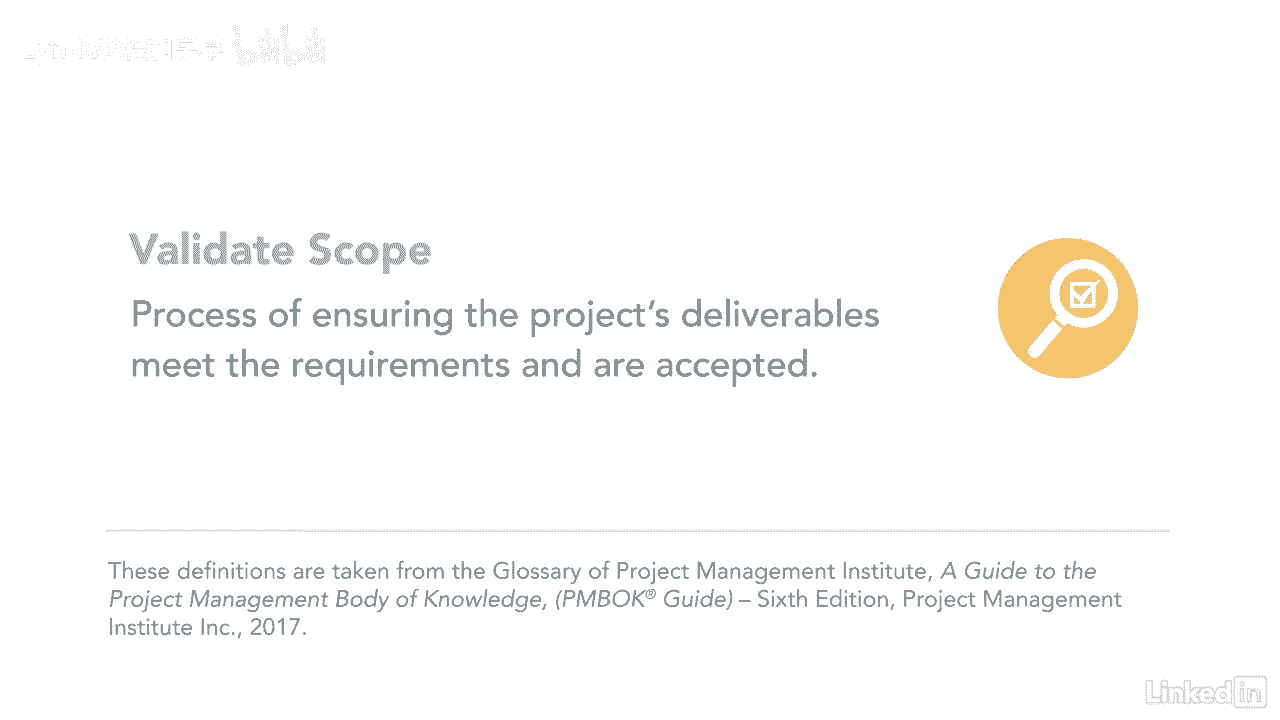 Validate Scope
Process of ensuring the project's deliverables
meet the requirements and are accepted.
These definitions are taken from the Glossary of Project Management Institute, A Guide to the
Project Management Body of Knowledge, (PMBOK® Guide) – Sixth Edition, Project Management
Institute Inc., 2017.
Linked in